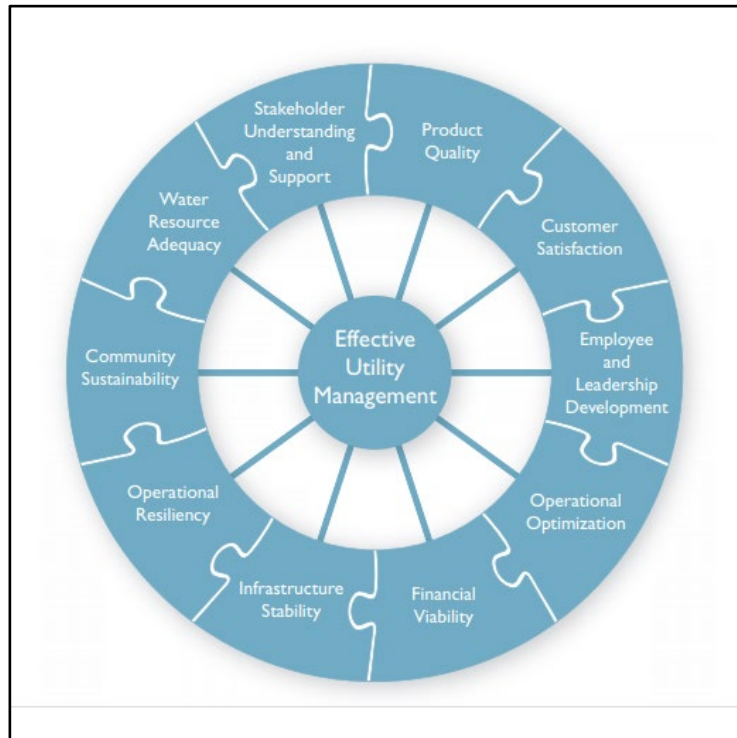 Stakeholder
Understanding
and
Support
Product
Quality
Customer
Satisfaction
Employee
and
Leadership
Development
Operational
Optimization
Financial
Viability
Infrastructure
Stability
Operational
Resiliency
Community
Sustainability
Water
Resource
Adequacy
Effective
Utility
Management